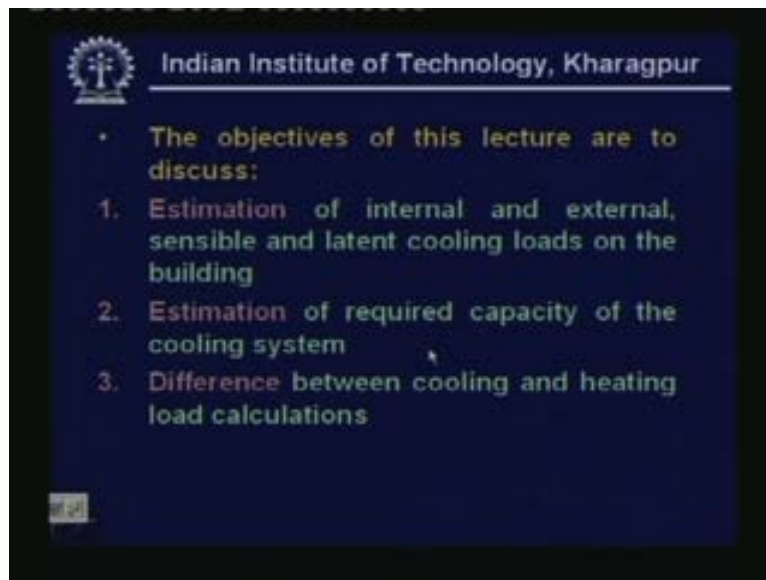 Indian Institute of Technology, Kharagpur
• The objectives of this lecture are to
discuss:
1. Estimation of internal and external,
sensible and latent cooling loads on the
building
2. Estimation of required capacity of the
cooling system
3. Difference between cooling and heating
load calculations